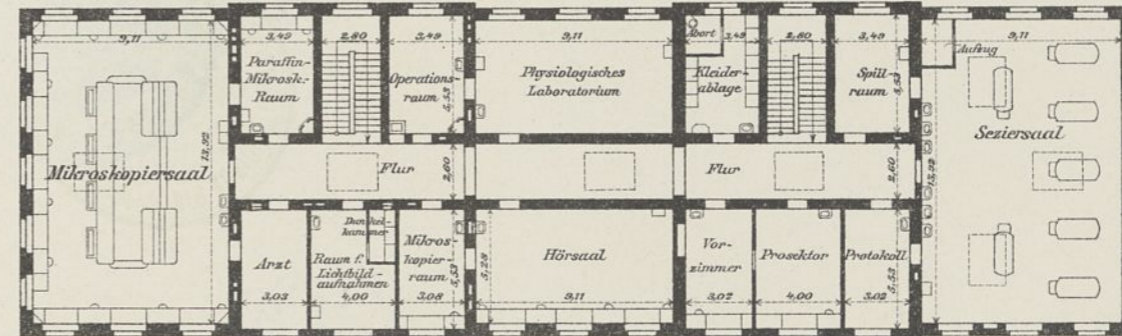 9,11
13,92
Mikroskopiersaal
3,49
Paraffin-
Mikrosk.-
Raum
2,80
3,49
Operations-
raum
5,53
9,11
Physiologisches
Laboratorium
Abort
3,49
Kleider-
ablage
2,80
3,49
Spül-
raum
5,53
Aufzug
9,11
Seziersaal
13,92
Flur
2,60
Flur
2,60
Arzt
3,03
Dunkel-
kammer
Raum f.
Lichtbild-
aufnahmen
4,00
Mikros-
kopier-
raum
5,53
3,08
5,28
Hörsaal
9,11
Vor-
zimmer
3,02
Prosektor
4,00
Protokoll
5,53
3,02